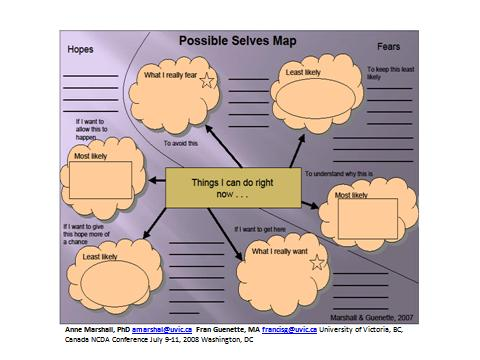 Possible Selves Map
Hopes
Fears
What I really fear
Least likely
To keep this least
likely
If I want to
allow this to
happen
To avoid this
Most likely
Things I can do right
now . . .
To understand why this is
Most likely
If I want to give
this hope more of
a chance
If I want to get here
Least likely
What I really want
Marshall & Guenette, 2007
Anne Marshall, PhD amarshal@uvic.ca Fran Guenette, MA francisg@uvic.ca University of Victoria, BC,
Canada NCDA Conference July 9-11, 2008 Washington, DC